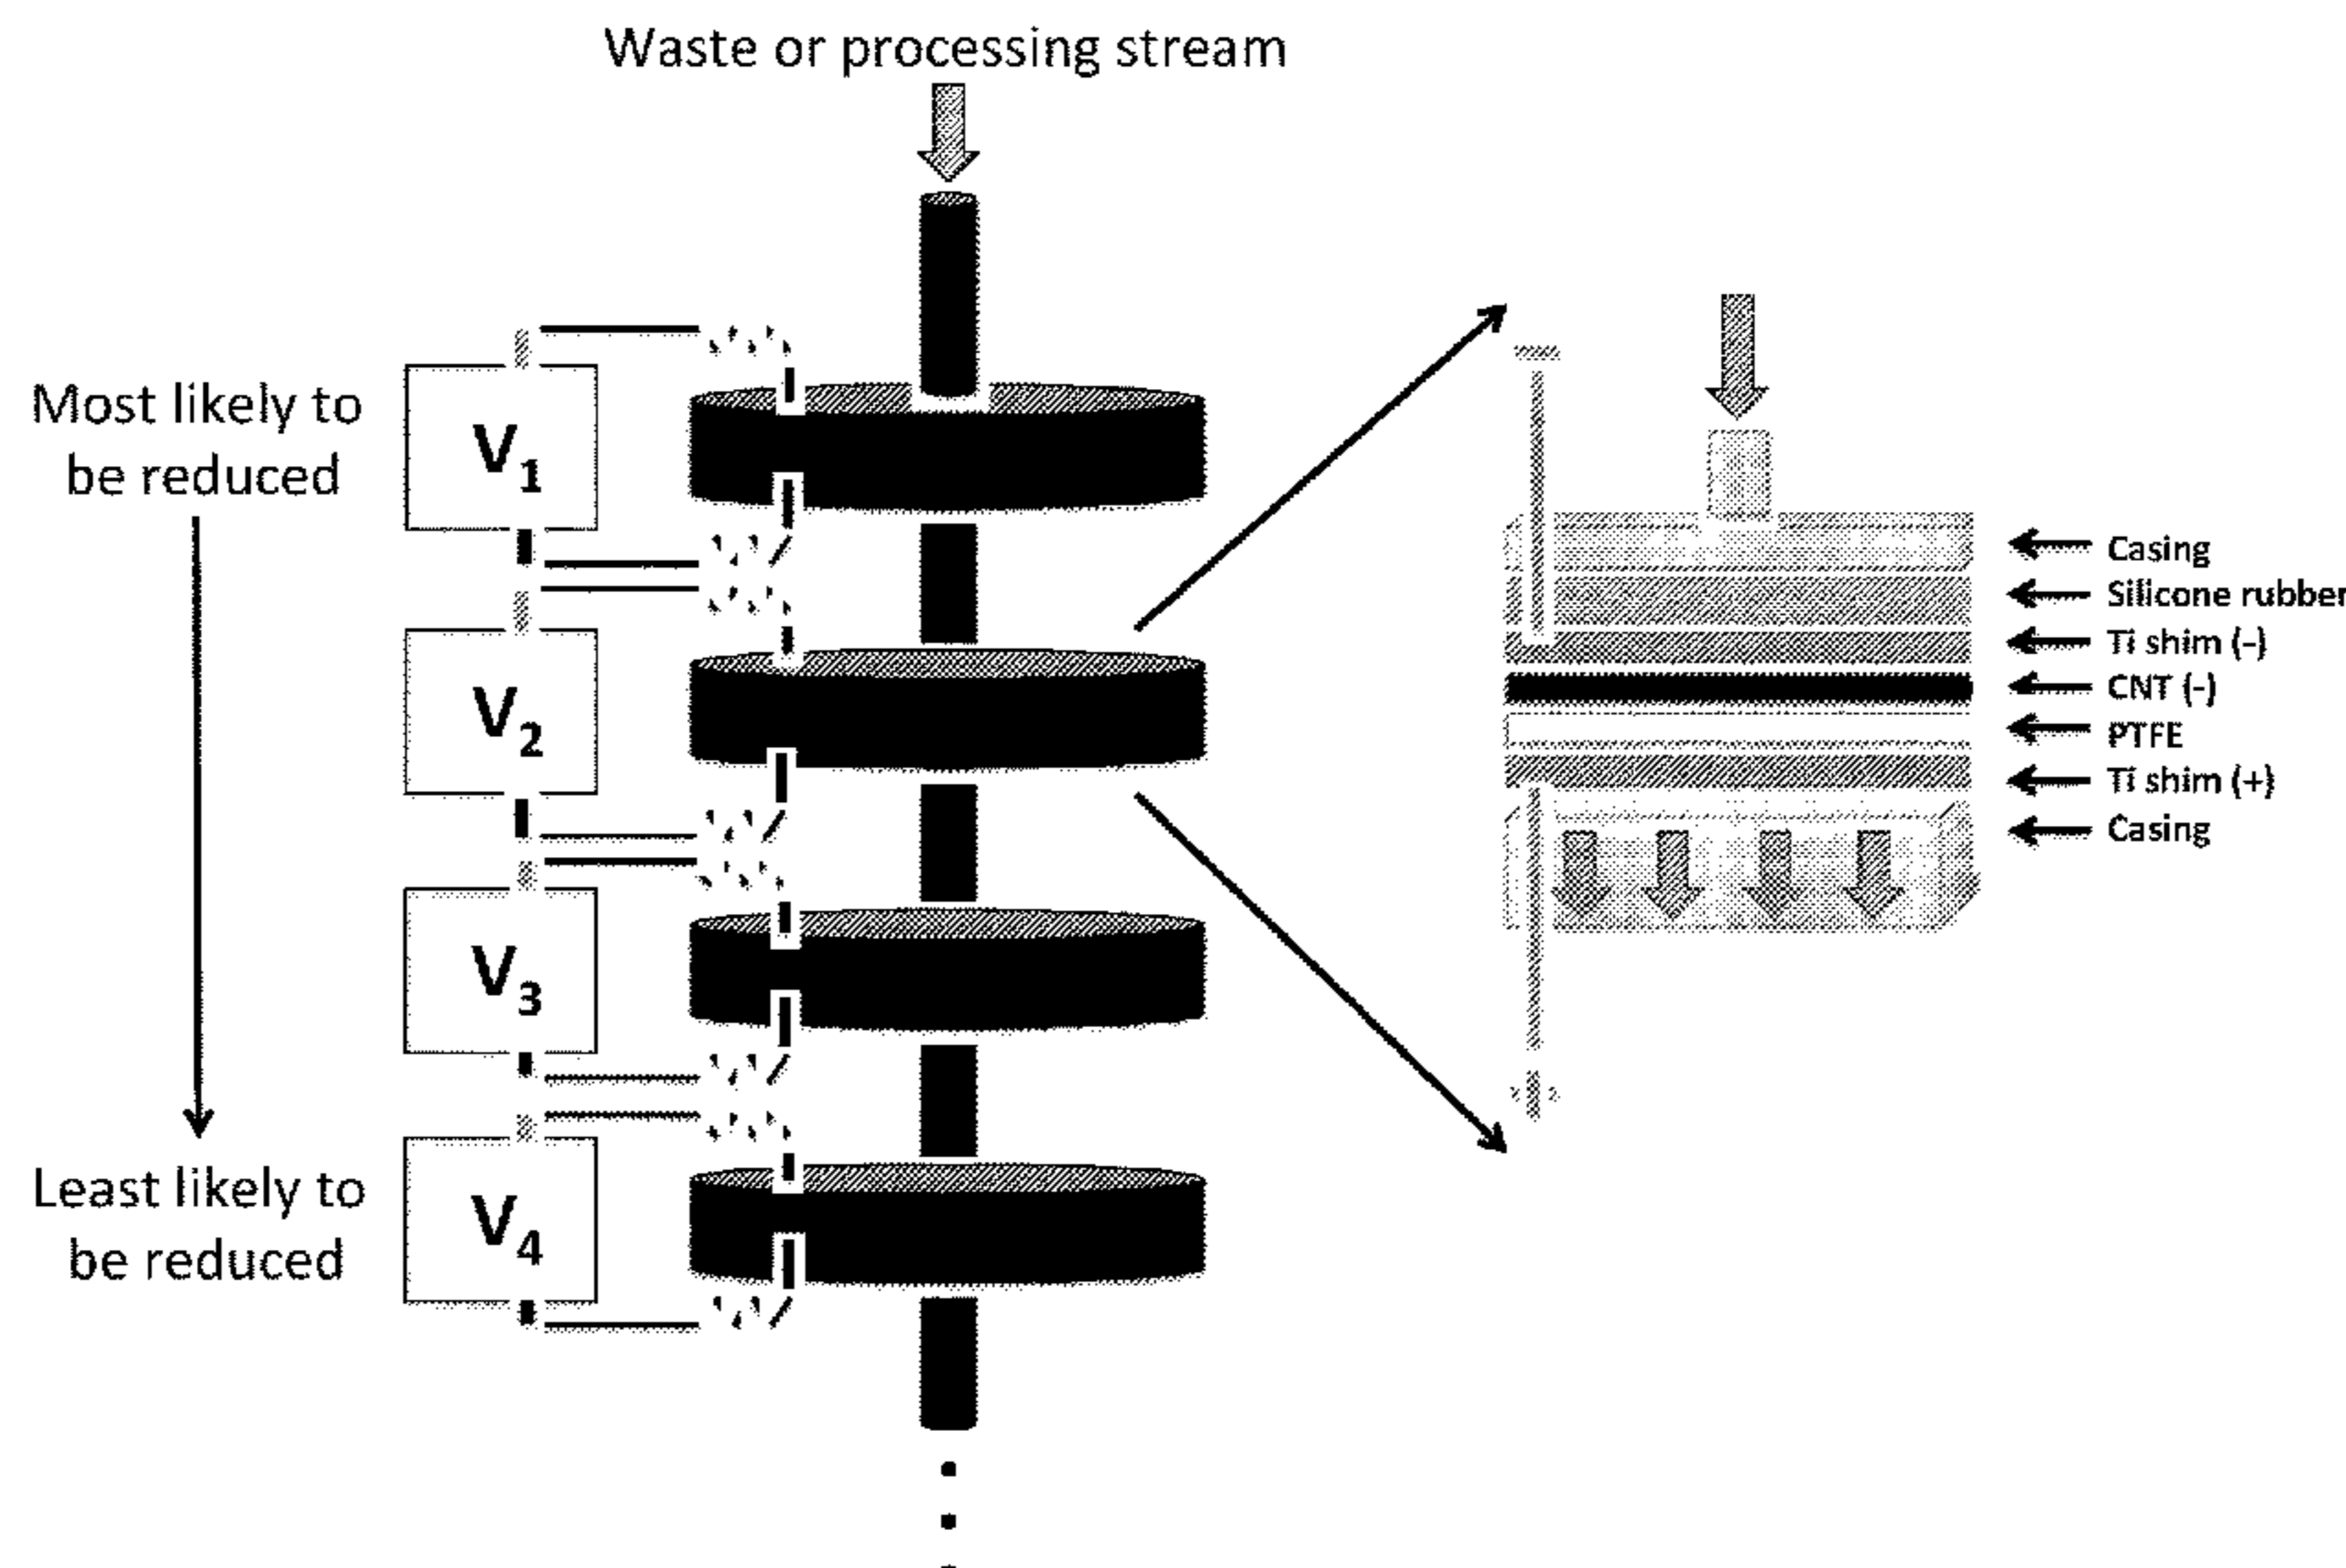 Waste or processing stream
Most likely to
be reduced
V1
V2
V3
V4
Least likely to
be reduced
Casing
Silicone rubber
Ti shim (-)
CNT (-)
PTFE
Ti shim (+)
Casing